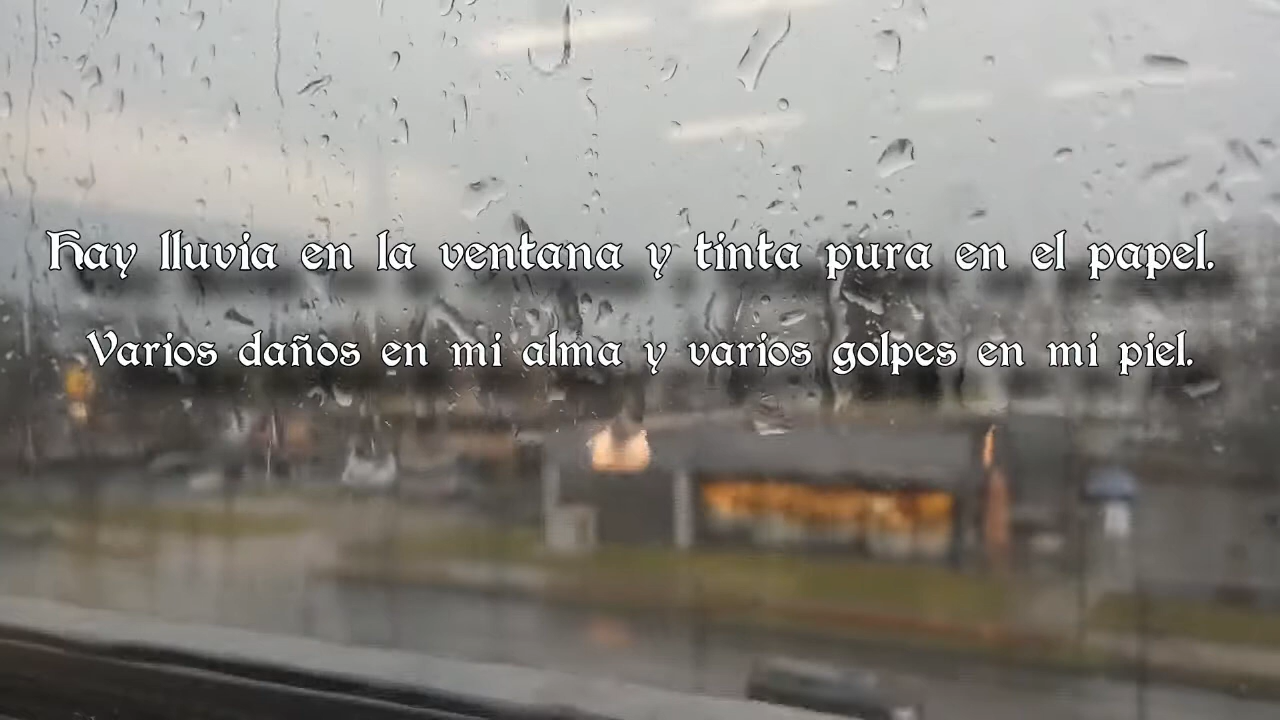 Hay lluvia en la ventana y tinta pura en el papel.
Varios daños en mi alma y varios golpes en mi piel.